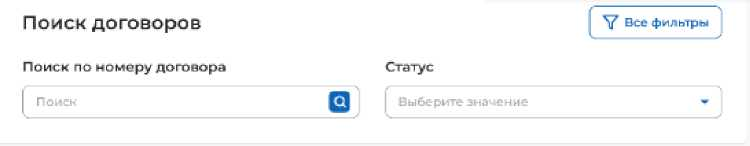 Поиск договоров
Все фильтры
Поиск по номеру договора
Статус
Поиск
Выберите значение